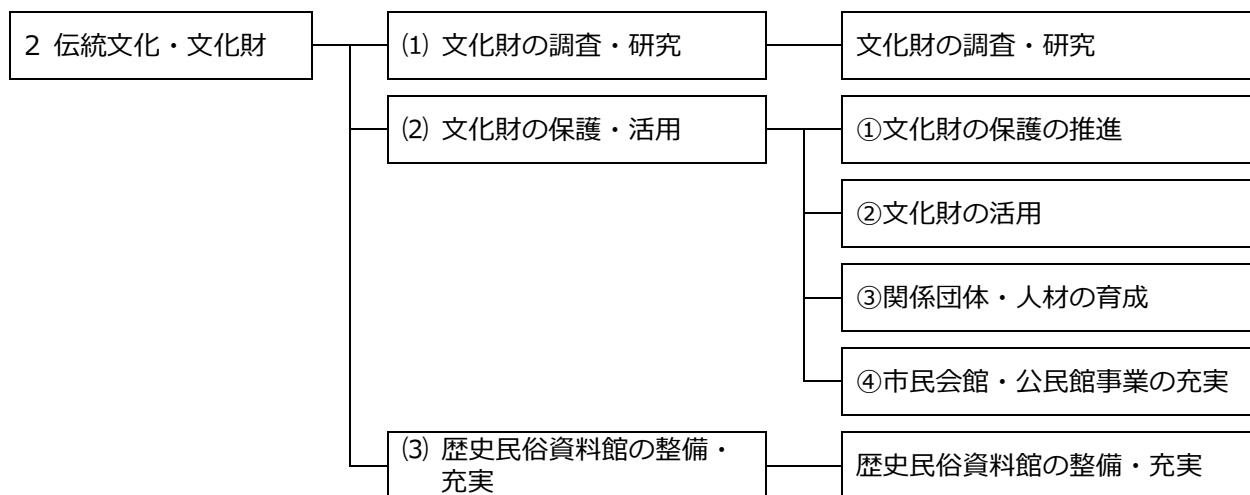 2 伝統文化・文化財
⑴ 文化財の調査・研究
文化財の調査・研究
⑵ 文化財の保護・活用
①文化財の保護の推進
②文化財の活用
③関係団体・人材の育成
④市民会館・公民館事業の充実
⑶ 歴史民俗資料館の整備・
充実
歴史民俗資料館の整備・充実